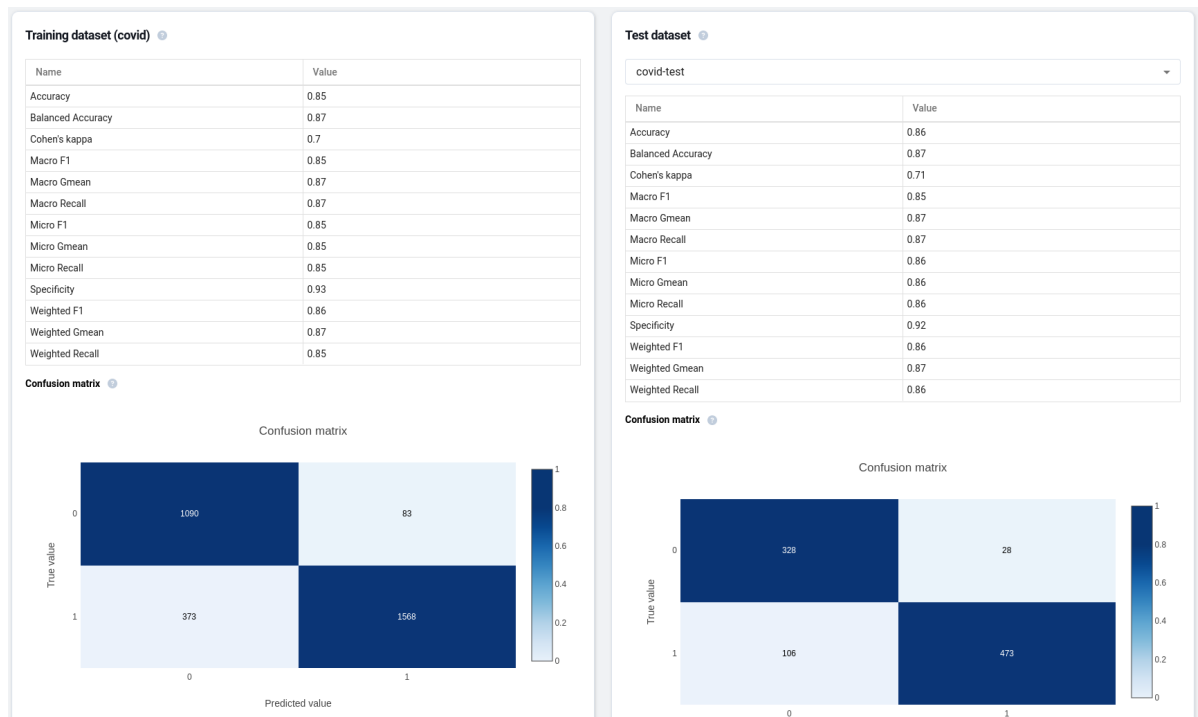 Training dataset (covid) ?
Name Value
Accuracy 0.85
Balanced Accuracy 0.87
Cohen's kappa 0.7
Macro F1 0.85
Macro Gmean 0.87
Macro Recall 0.87
Micro F1 0.85
Micro Gmean 0.85
Micro Recall 0.85
Specificity 0.93
Weighted F1 0.86
Weighted Gmean 0.87
Weighted Recall 0.85
Confusion matrix ?
Confusion matrix
0 1090 83
1 373 1568
0 1
True value
Predicted value
1
0.8
0.6
0.4
0.2
0
Test dataset ?
covid-test
Name Value
Accuracy 0.86
Balanced Accuracy 0.87
Cohen's kappa 0.71
Macro F1 0.85
Macro Gmean 0.87
Macro Recall 0.87
Micro F1 0.86
Micro Gmean 0.86
Micro Recall 0.86
Specificity 0.92
Weighted F1 0.86
Weighted Gmean 0.87
Weighted Recall 0.86
Confusion matrix ?
Confusion matrix
0 328 28
1 106 473
0 1
True value
1
0.8
0.6
0.4
0.2
0